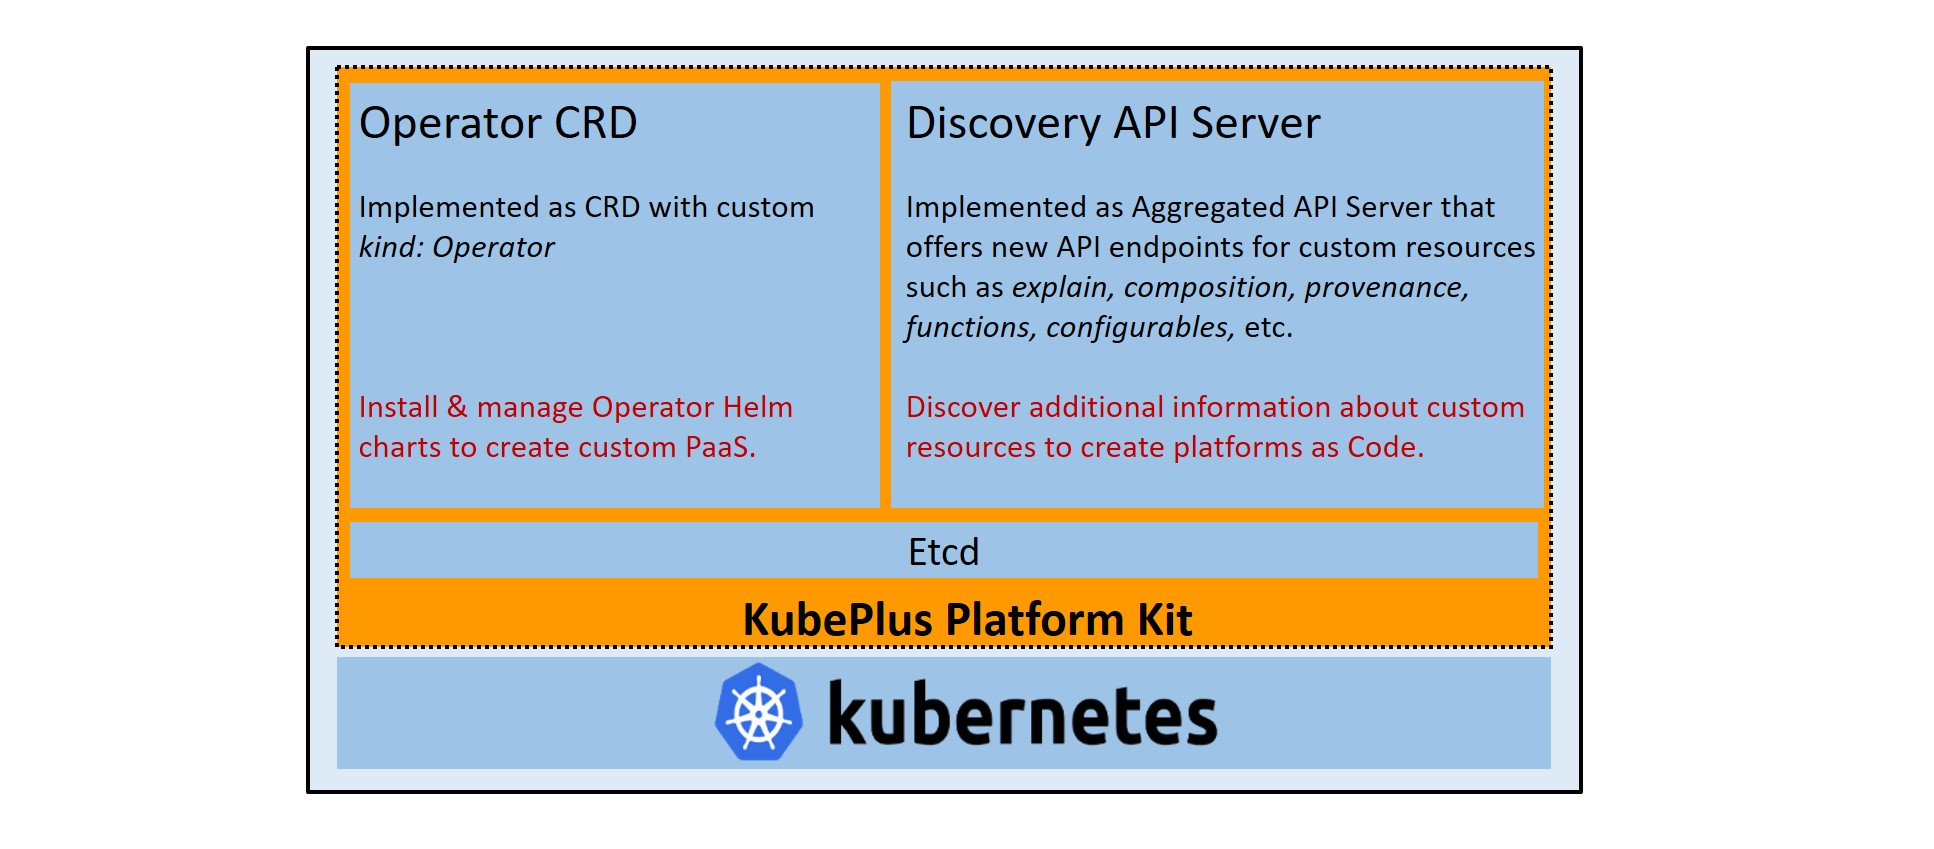 Operator CRD
Implemented as CRD with custom
kind: Operator
Install & manage Operator Helm
charts to create custom PaaS.
Discovery API Server
Implemented as Aggregated API Server that
offers new API endpoints for custom resources
such as explain, composition, provenance,
functions, configurables, etc.
Discover additional information about custom
resources to create platforms as Code.
Etcd
KubePlus Platform Kit
kubernetes